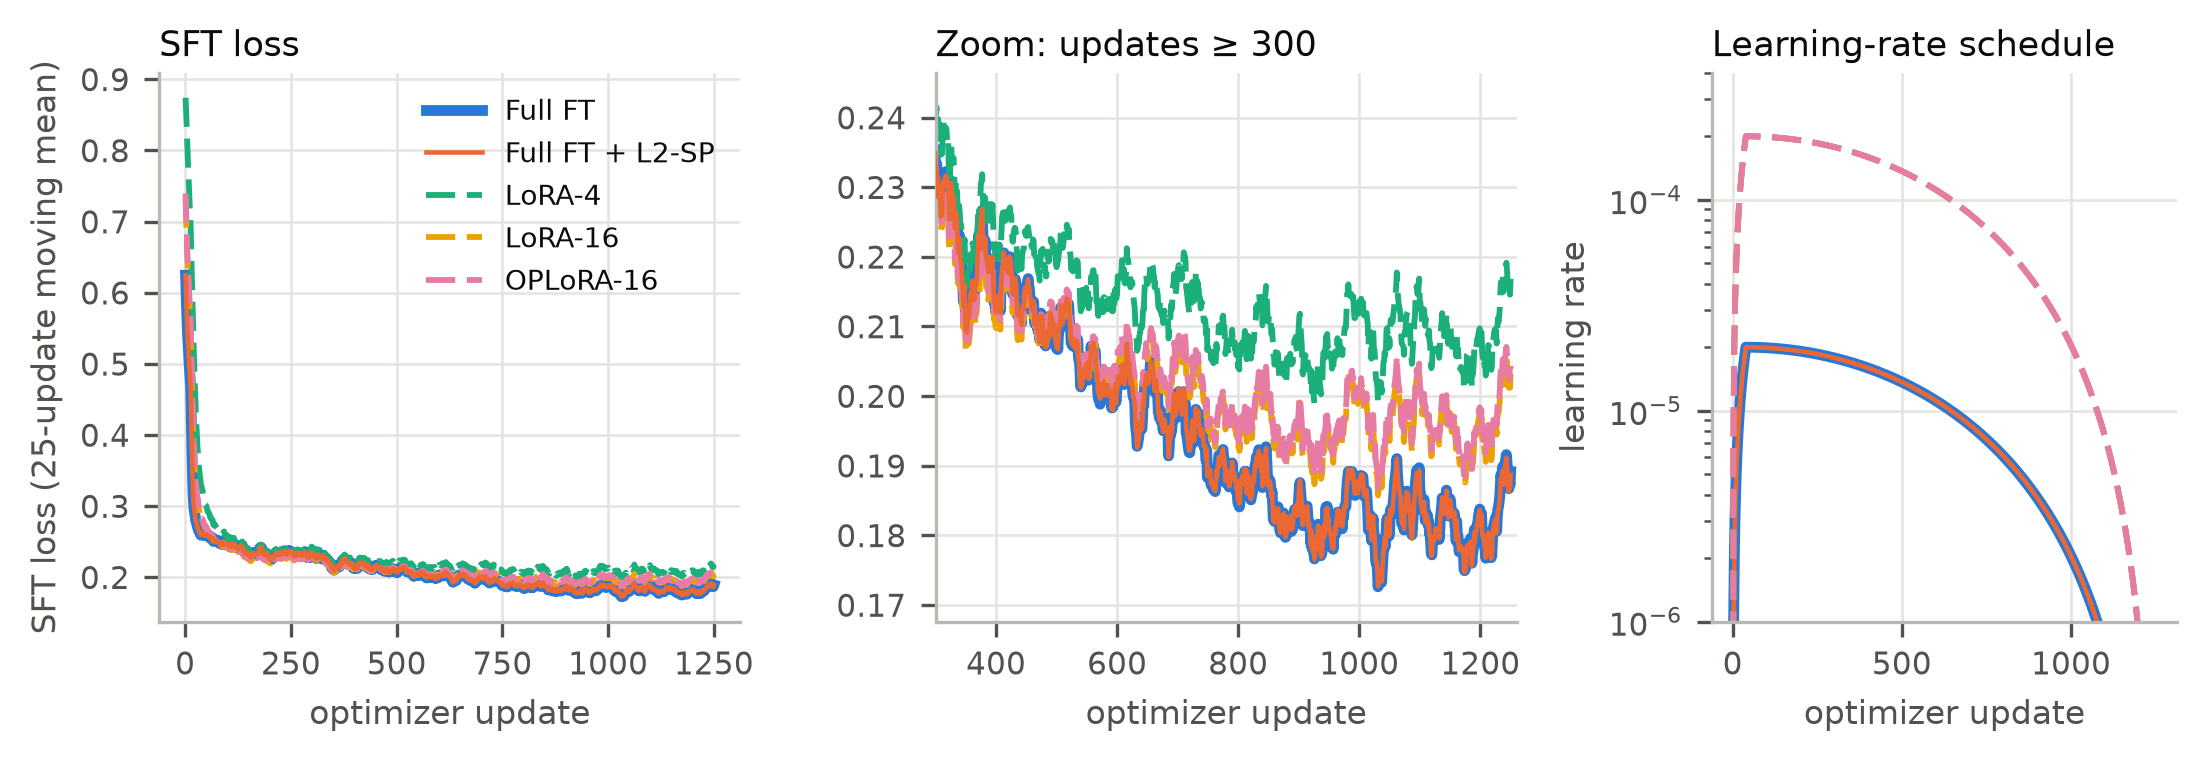 SFT loss
SFT loss (25-update moving mean)
0.9
0.8
0.7
0.6
0.5
0.4
0.3
0.2
0
250
500
750
1000
1250
optimizer update
Full FT
Full FT + L2-SP
LoRA-4
LoRA-16
OPLoRA-16
Zoom: updates ≥ 300
0.24
0.23
0.22
0.21
0.20
0.19
0.18
0.17
400
600
800
1000
1200
optimizer update
Learning-rate schedule
learning rate
10⁻⁴
10⁻⁵
10⁻⁶
0
500
1000
optimizer update